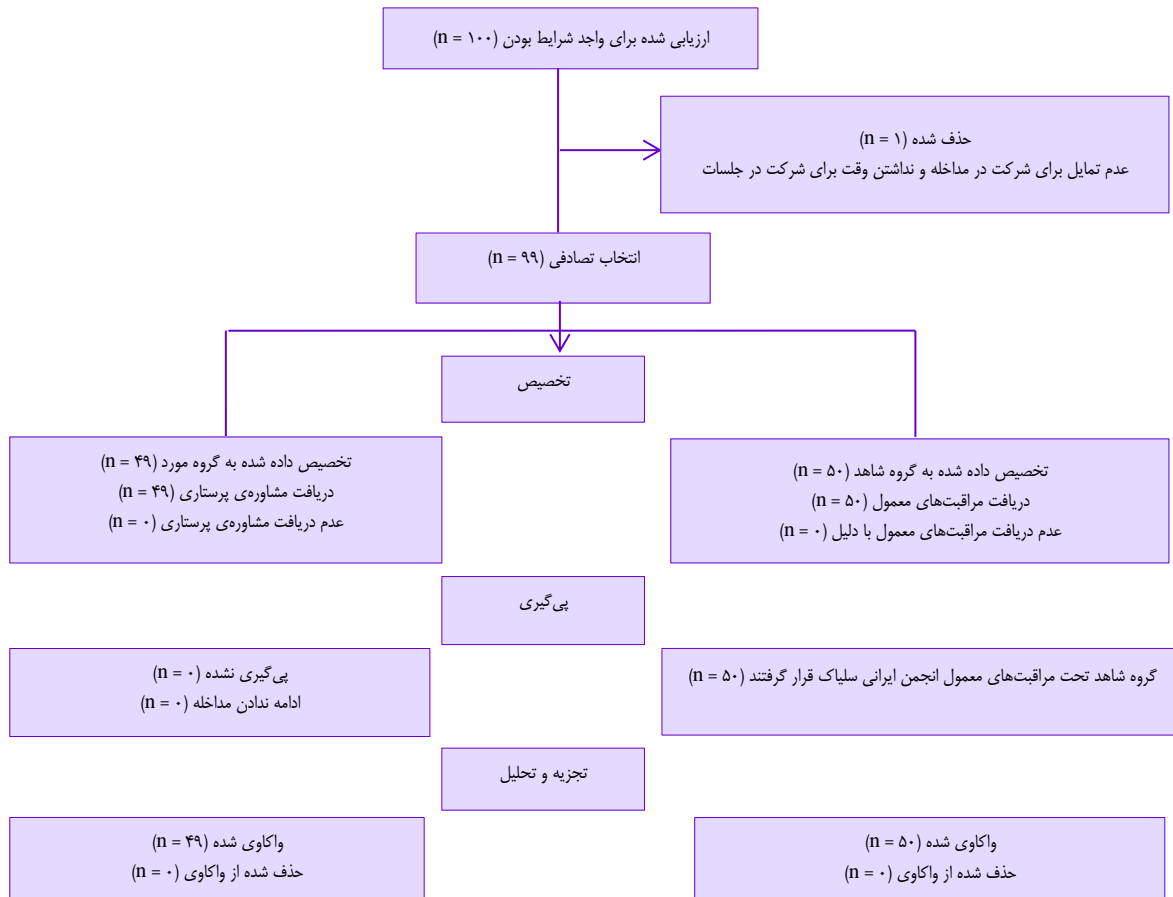 ارزیابی شده برای واجد شرایط بودن (n = ۱۰۰)
حذف شده (n = ۱)
عدم تمایل برای شرکت در مداخله و نداشتن وقت برای شرکت در جلسات
انتخاب تصادفی (n = ۹۹)
تخصیص
تخصیص داده شده به گروه شاهد (n = ۵۰)
دریافت مراقبت‌های معمول (n = ۵۰)
عدم دریافت مراقبت‌های معمول با دلیل (n = ۰)
تخصیص داده شده به گروه مورد (n = ۴۹)
دریافت مشاوره‌ی پرستاری (n = ۴۹)
عدم دریافت مشاوره‌ی پرستاری (n = ۰)
پی‌گیری
گروه شاهد تحت مراقبت‌های معمول انجمن ایرانی سلیاک قرار گرفتند (n = ۵۰)
پی‌گیری نشده (n = ۰)
ادامه ندادن مداخله (n = ۰)
تجزیه و تحلیل
واکاوی شده (n = ۵۰)
حذف شده از واکاوی (n = ۰)
واکاوی شده (n = ۴۹)
حذف شده از واکاوی (n = ۰)